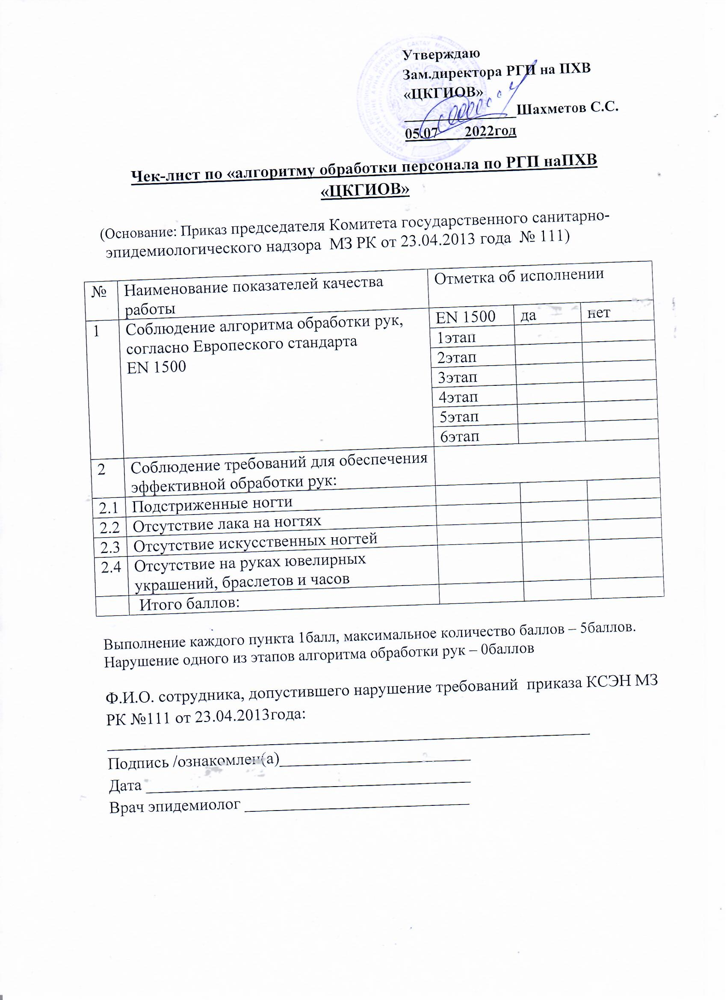 Утверждаю
Зам.директора РГП на ПХВ
«ЦКГИОВ»
______________Шахметов С.С.
05.07 2022год
Чек-лист по «алгоритму обработки персонала по РГП наПХВ
«ЦКГИОВ»
(Основание: Приказ председателя Комитета государственного санитарно-
эпидемиологического надзора МЗ РК от 23.04.2013 года № 111)
№ Наименование показателей качества Отметка об исполнении
работы
1 Соблюдение алгоритма обработки рук, EN 1500 да нет
согласно Европеского стандарта 1этап
EN 1500 2этап
3этап
4этап
5этап
6этап
2 Соблюдение требований для обеспечения
эффективной обработки рук:
2.1 Подстриженные ногти
2.2 Отсутствие лака на ногтях
2.3 Отсутствие искусственных ногтей
2.4 Отсутствие на руках ювелирных
украшений, браслетов и часов
Итого баллов:
Выполнение каждого пункта 1балл, максимальное количество баллов – 5баллов.
Нарушение одного из этапов алгоритма обработки рук – 0баллов
Ф.И.О. сотрудника, допустившего нарушение требований приказа КСЭН МЗ
РК №111 от 23.04.2013года:
Подпись /ознакомлен(а)________________________
Дата ________________________
Врач эпидемиолог ________________________